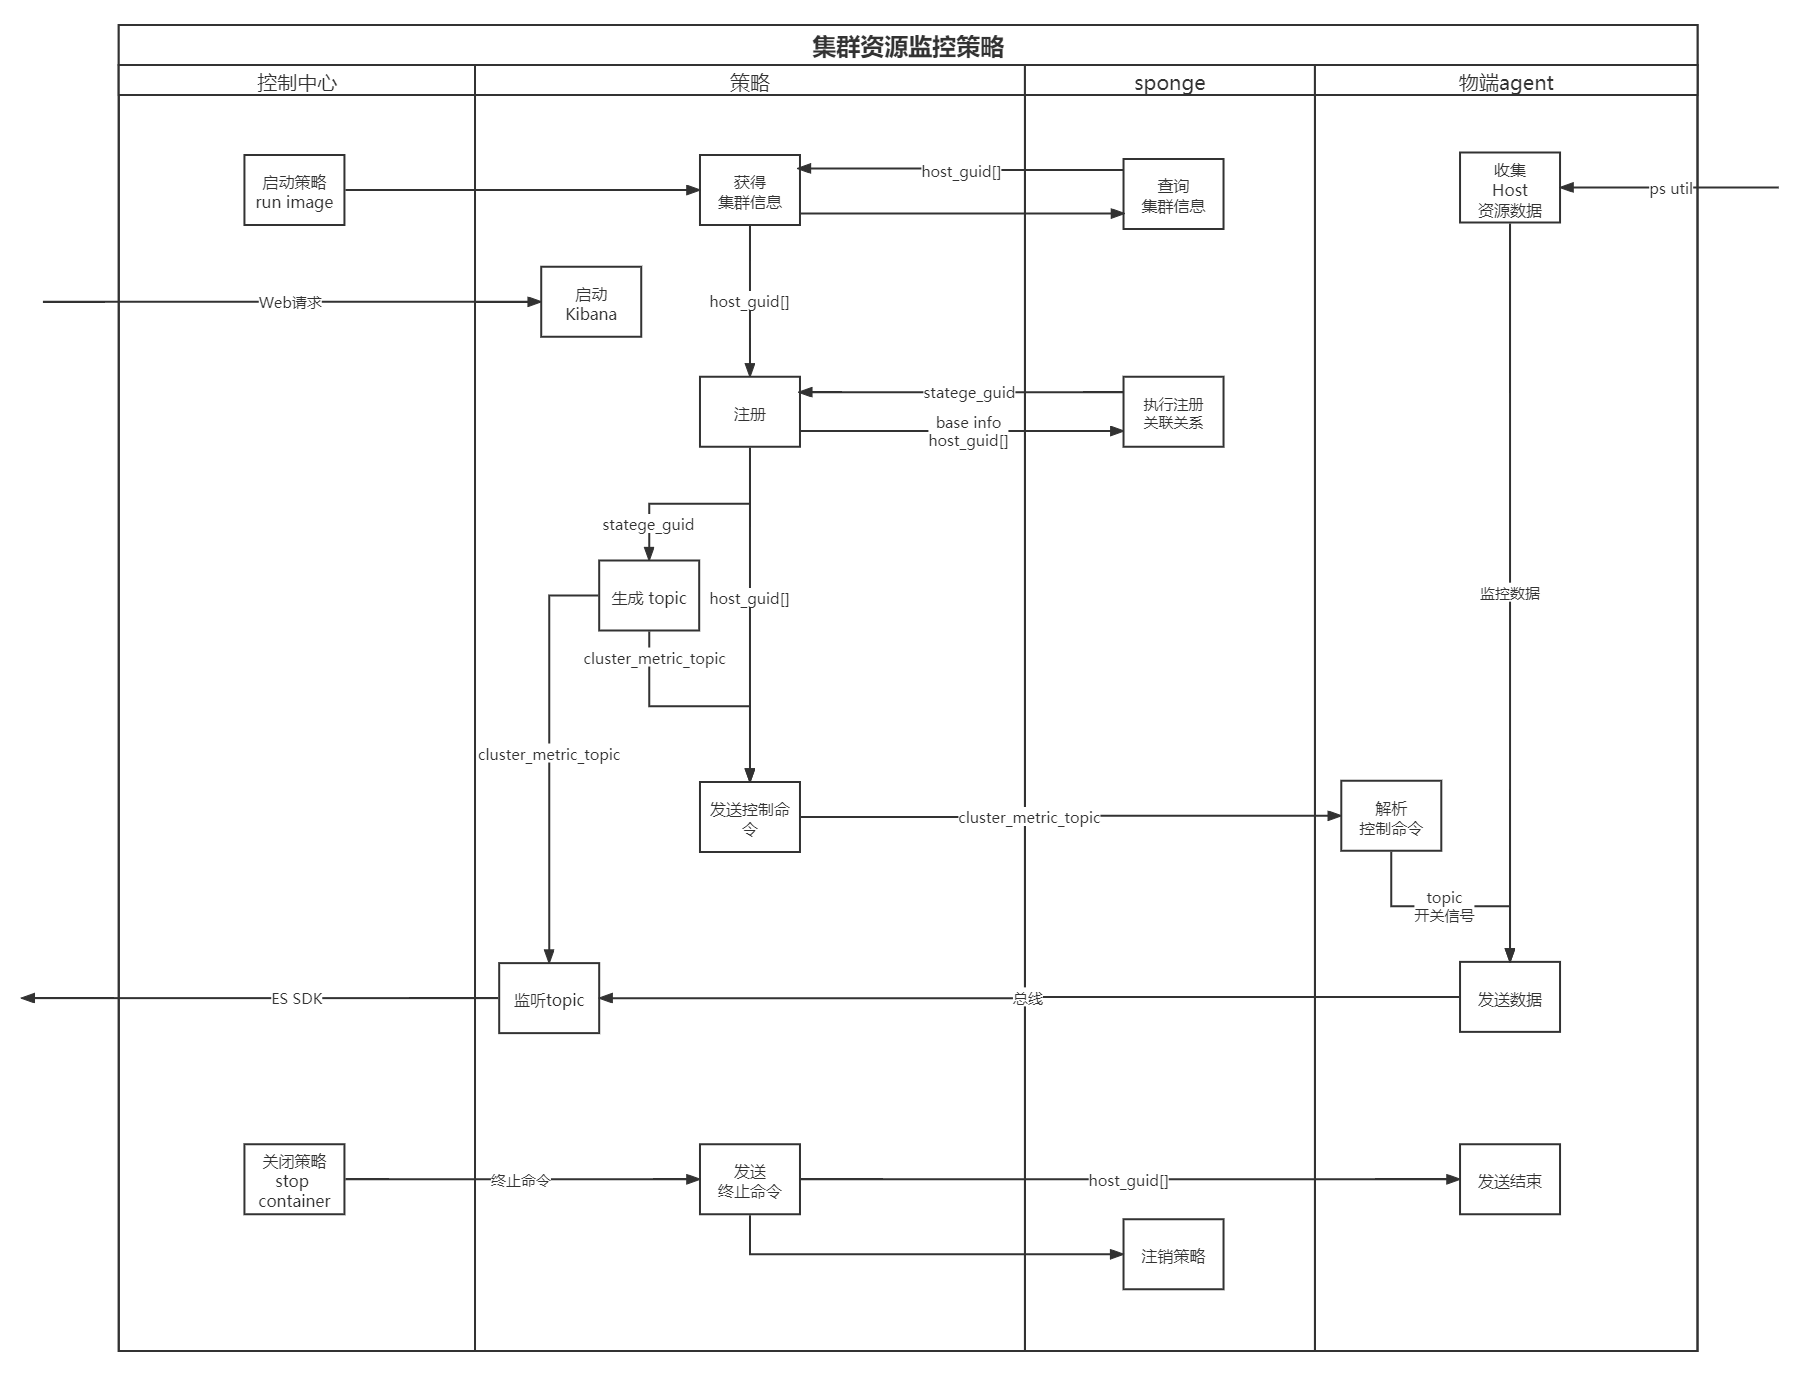 集群资源监控策略
控制中心
策略
sponge
物端agent
启动策略
run image
获得
集群信息
host_guid[]
查询
集群信息
收集
Host
资源数据
ps util
Web请求
启动
Kibana
host_guid[]
注册
statege_guid
base info
host_guid[]
执行注册
关联关系
statege_guid
生成 topic
host_guid[]
监控数据
cluster_metric_topic
cluster_metric_topic
发送控制命
令
cluster_metric_topic
解析
控制命令
topic
开关信号
ES SDK
监听topic
总线
发送数据
关闭策略
stop
container
终止命令
发送
终止命令
host_guid[]
发送结束
注销策略